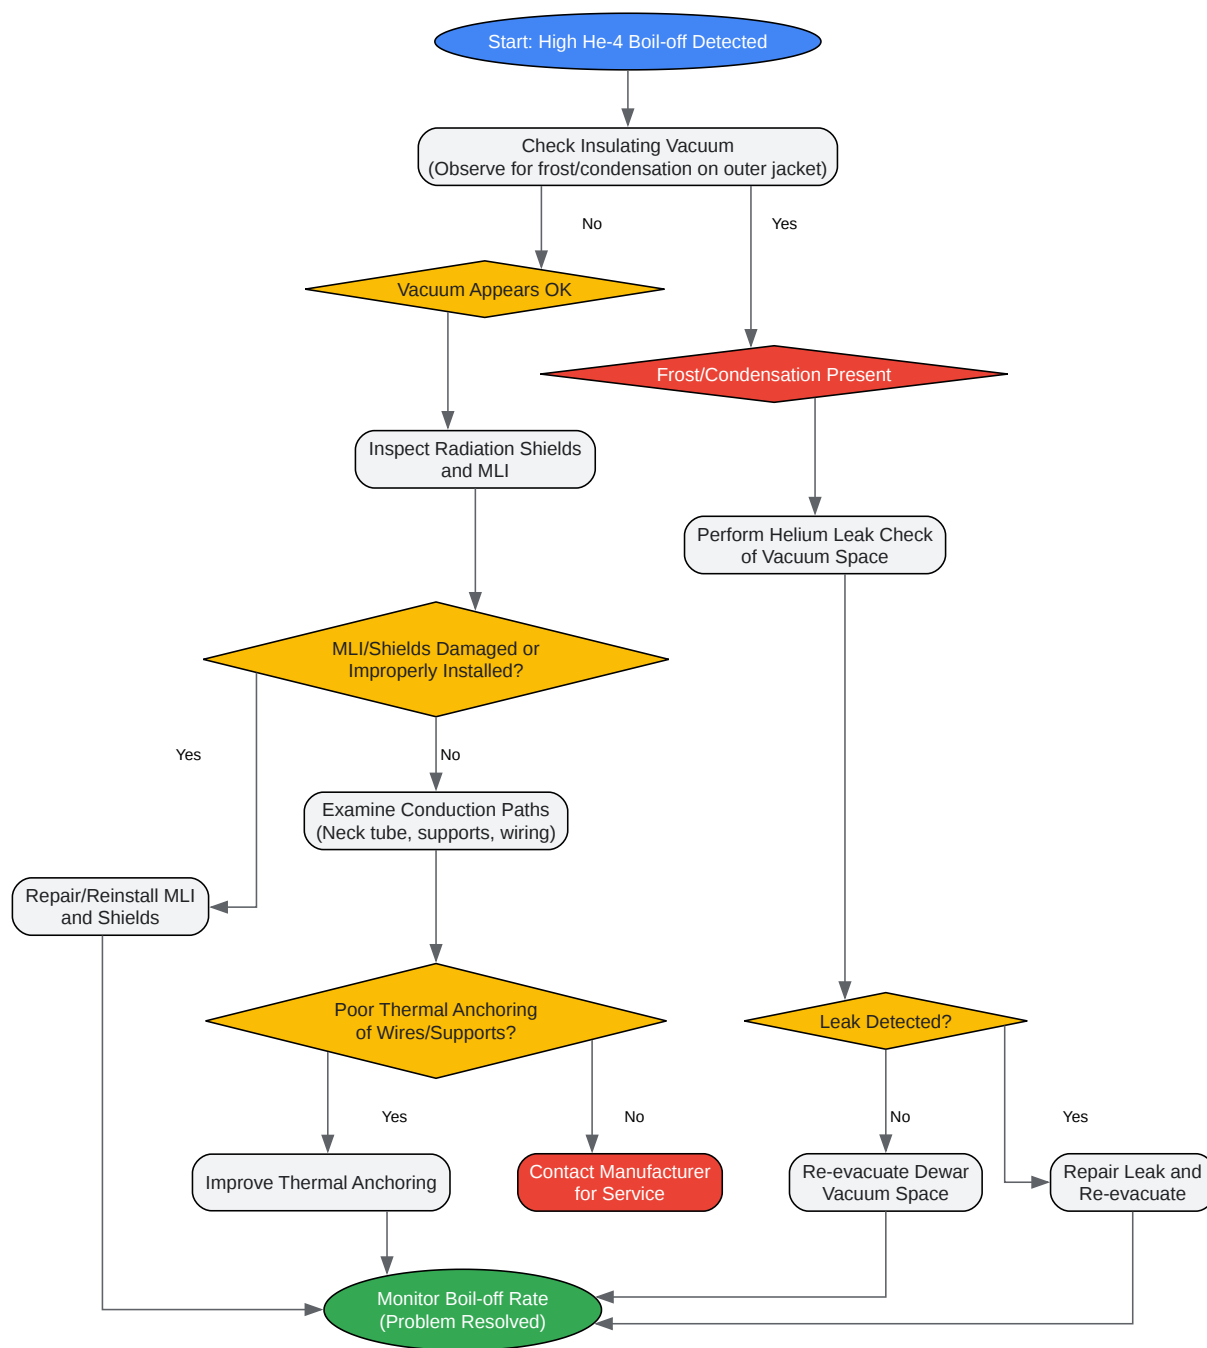 Start: High He-4 Boil-off Detected
Check Insulating Vacuum
(Observe for frost/condensation on outer jacket)
No
Yes
Vacuum Appears OK
Frost/Condensation Present
Inspect Radiation Shields
and MLI
Perform Helium Leak Check
of Vacuum Space
MLI/Shields Damaged or
Improperly Installed?
Yes
No
Examine Conduction Paths
(Neck tube, supports, wiring)
Repair/Reinstall MLI
and Shields
Poor Thermal Anchoring
of Wires/Supports?
Leak Detected?
Yes
No
No
Yes
Improve Thermal Anchoring
Contact Manufacturer
for Service
Re-evacuate Dewar
Vacuum Space
Repair Leak and
Re-evacuate
Monitor Boil-off Rate
(Problem Resolved)